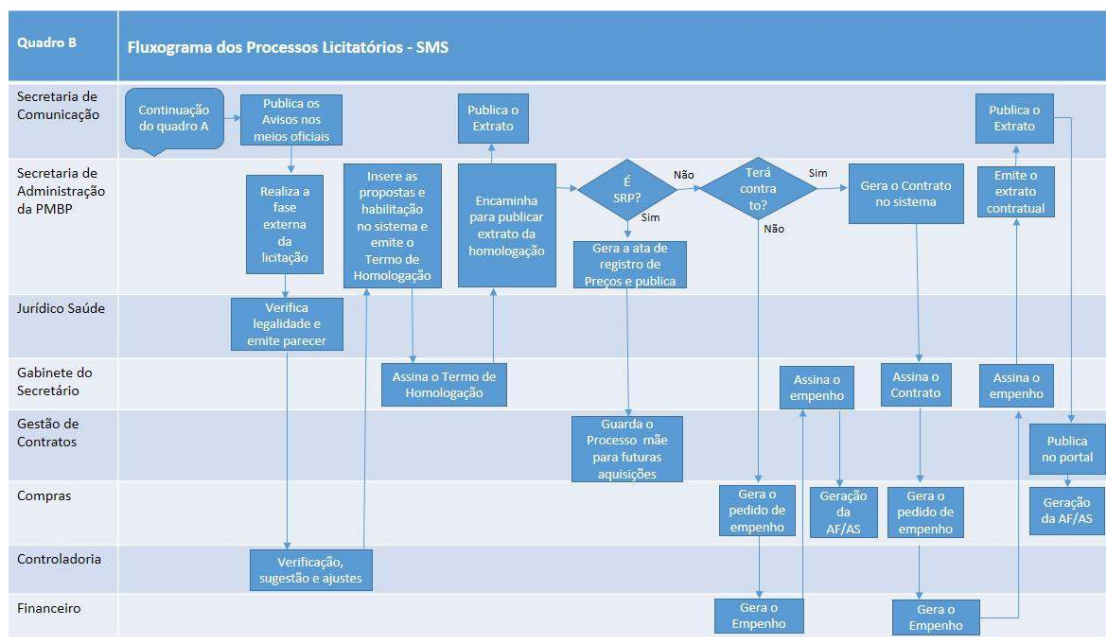 Quadro B
Fluxograma dos Processos Licitatórios - SMS
Secretaria de
Comunicação
Continuação
do quadro A
Publica os
Avisos nos
meios oficiais
Publica o
Extrato
Publica o
Extrato
Secretaria de
Administração
da PMBP
Realiza a
fase
externa da
licitação
Insere as
propostas e
habilitação
no sistema e
emite o
Termo de
Homologação
Encaminha
para publicar
extrato da
homologação
É
SRP?
Não
Sim
Gera a ata de
registro de
Preços e publica
Terá
contra
to?
Sim
Não
Gera o Contrato
no sistema
Emite o
extrato
contratual
Jurídico Saúde
Verifica
legalidade e
emite parecer
Gabinete do
Secretário
Assina o Termo de
Homologação
Assina o
empenho
Assina o
Contrato
Assina o
empenho
Gestão de
Contratos
Guarda o
Processo mãe
para futuras
aquisições
Publica
no portal
Compras
Gera o
pedido de
empenho
Geração
da
AF/AS
Gera o
pedido de
empenho
Geração
da AF/AS
Controladoria
Verificação,
sugestão e ajustes
Financeiro
Gera o
Empenho
Gera o
Empenho